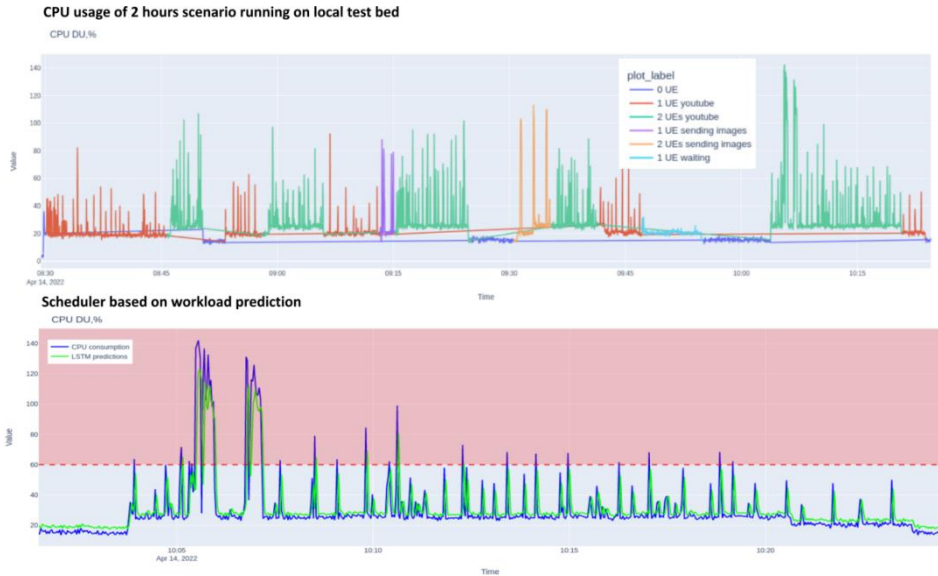 CPU usage of 2 hours scenario running on local test bed
CPU DU,%
140
120
100
80
60
40
20
0
Value
plot_label
0 UE
1 UE youtube
2 UEs youtube
1 UE sending images
2 UEs sending images
1 UE waiting
08:30 08:45 09:00 09:15 09:30 09:45 10:00 10:15
Apr 14, 2022
Time
Scheduler based on workload prediction
CPU DU,%
CPU consumption
LSTM predictions
140
120
100
80
60
40
20
Value
10:05 10:10 10:15 10:20
Apr 14, 2022
Time